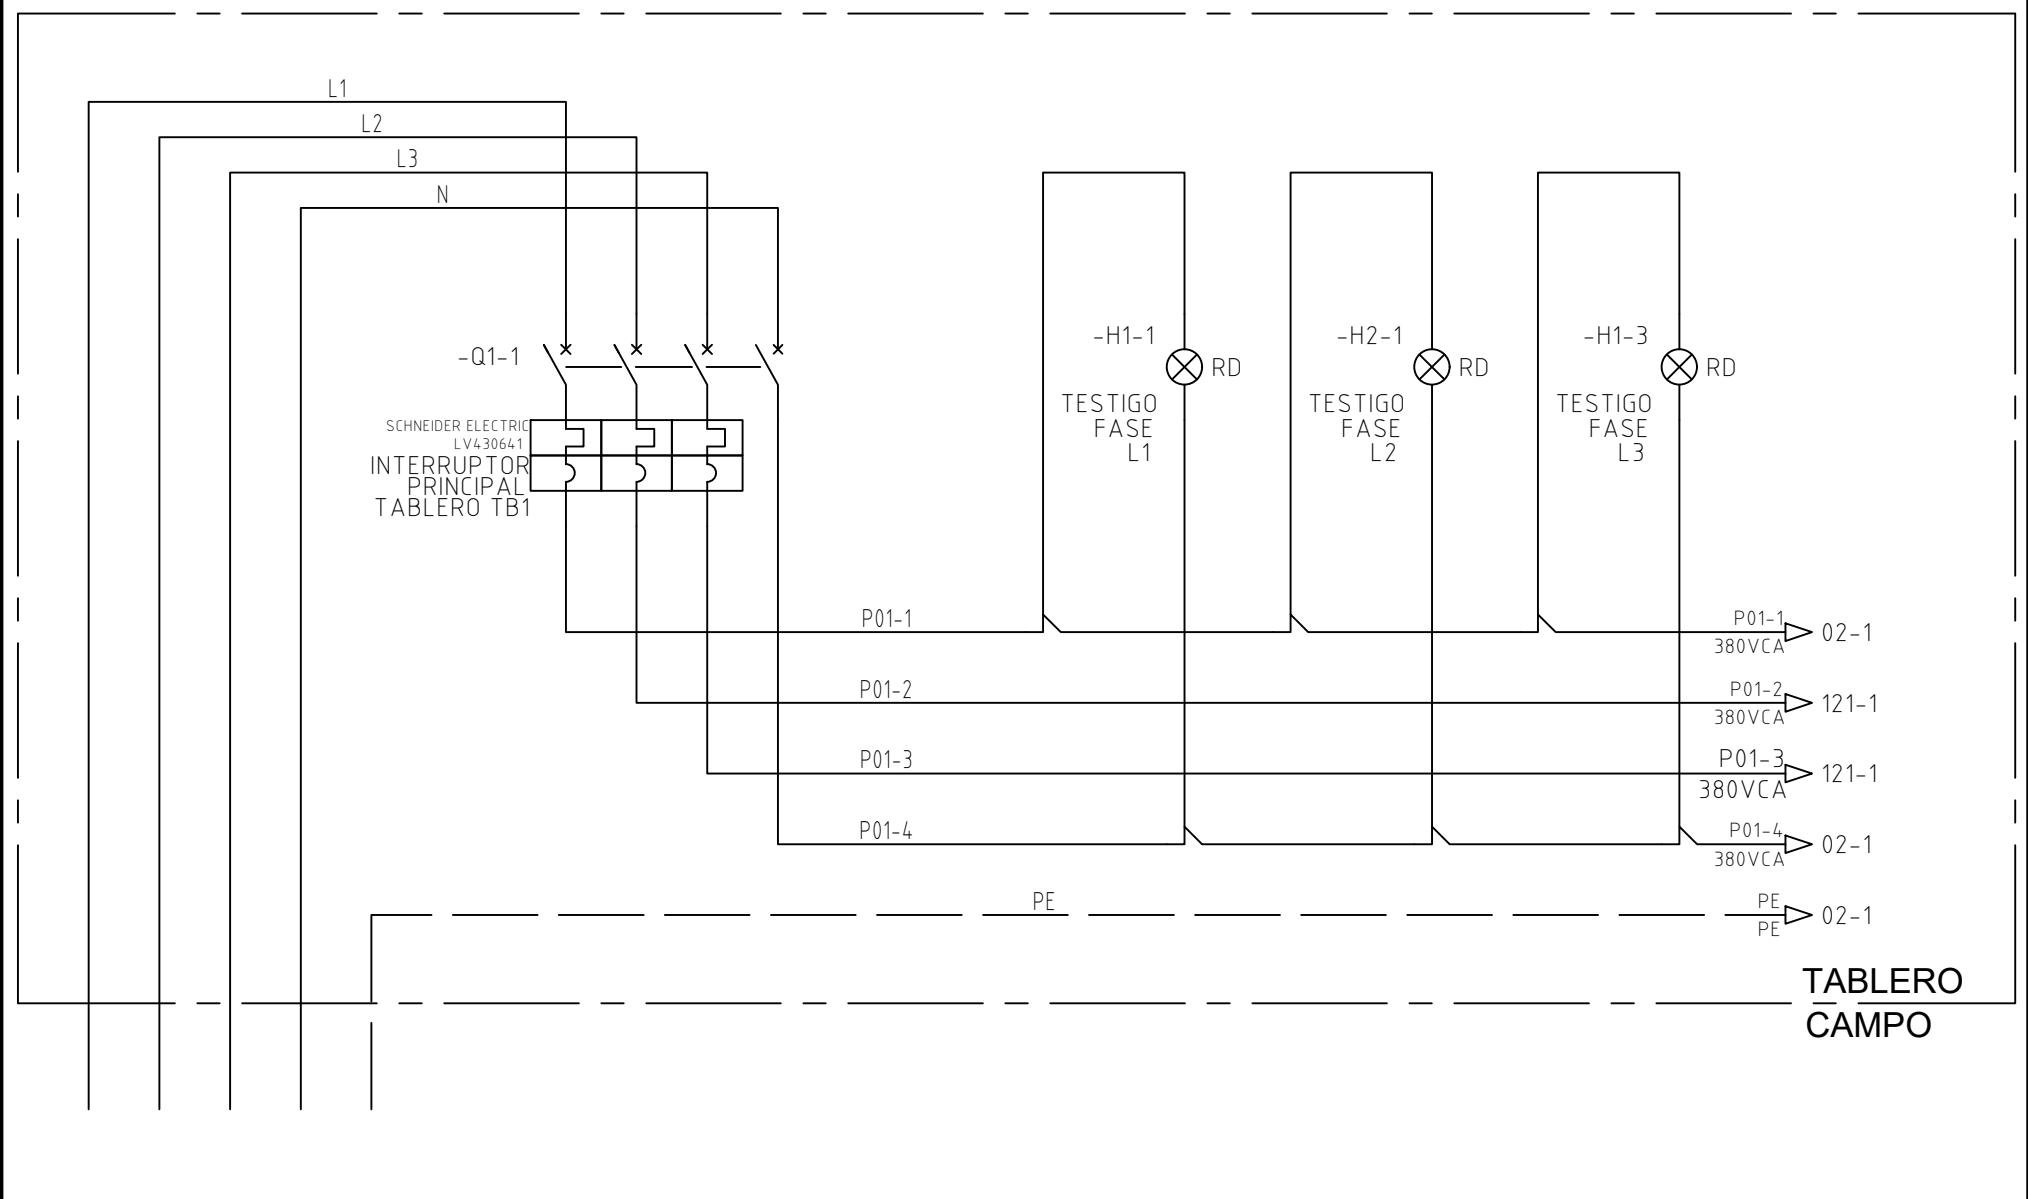 L1
L2
L3
N
-Q1-1
SCHNEIDER ELECTRIC
LV430641
INTERRUPTOR
PRINCIPAL
TABLERO TB1
-H1-1
RD
TESTIGO
FASE
L1
-H2-1
RD
TESTIGO
FASE
L2
-H1-3
RD
TESTIGO
FASE
L3
P01-1
P01-1
380VCA
02-1
P01-2
P01-2
380VCA
121-1
P01-3
P01-3
380VCA
121-1
P01-4
P01-4
380VCA
02-1
PE
PE
PE
02-1
TABLERO
CAMPO